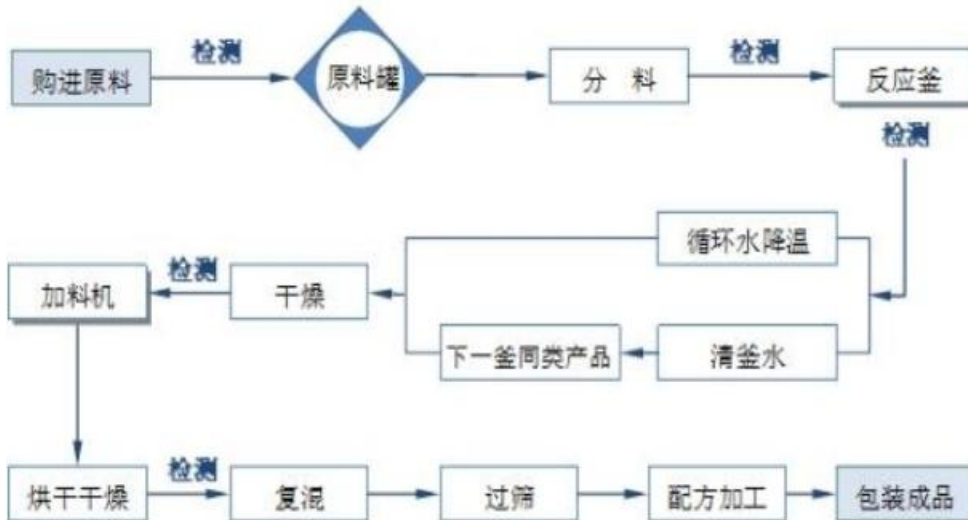 购进原料
检测
原料罐
分 料
检测
反应釜
检测
循环水降温
加料机
检测
干燥
下一釜同类产品
清釜水
烘干干燥
检测
复混
过筛
配方加工
包装成品